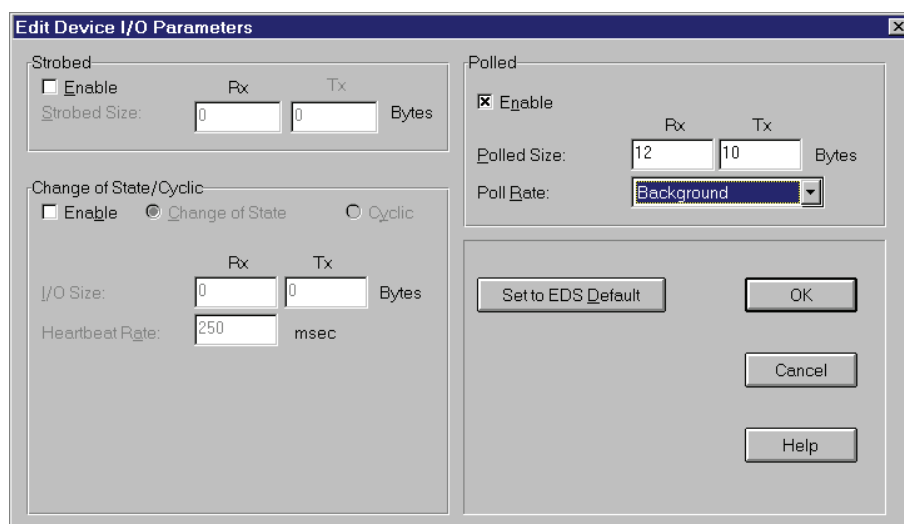 Edit Device I/O Parameters
Strobed
Enable
Rx
Tx
Strobed Size:
0
0
Bytes
Change of State/Cyclic
Enable
Change of State
Cyclic
Rx
Tx
I/O Size:
0
0
Bytes
Heartbeat Rate:
250
msec
Polled
Enable
Rx
Tx
Polled Size:
12
10
Bytes
Poll Rate:
Background
Set to EDS Default
OK
Cancel
Help